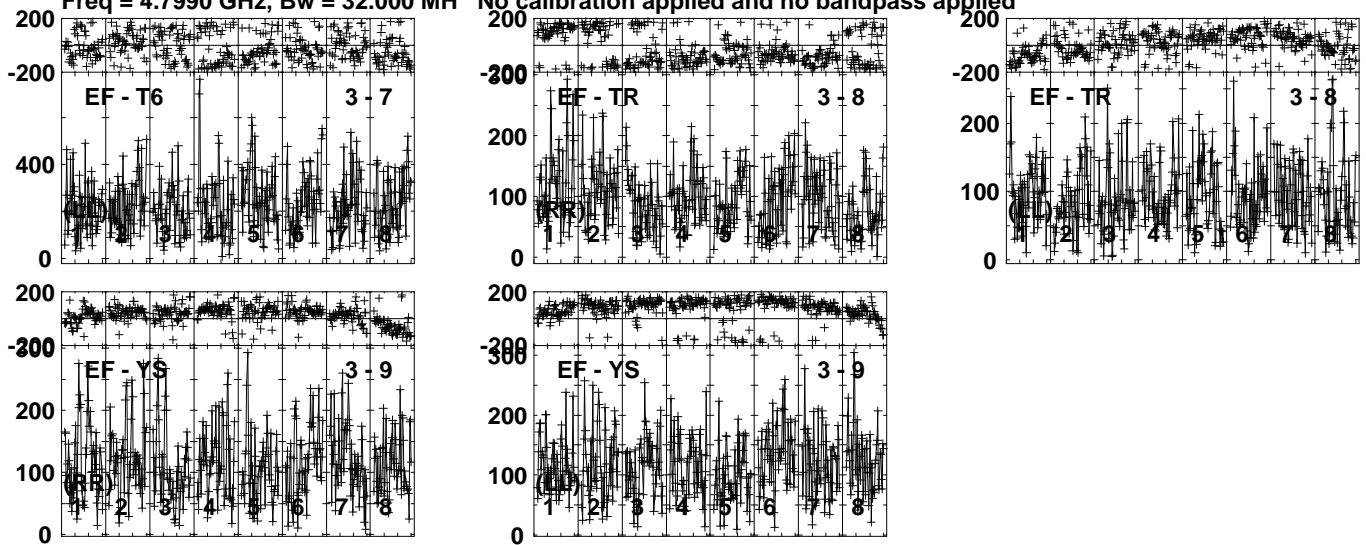 Freq = 4.7990 GHz, Bw = 32.000 MH No calibration applied and no bandpass applied
200
-200
EF - T6 3 - 7
400
(LL)
1 2 3 4 5 6 7 8
0
200
-200
300
EF - TR 3 - 8
200
100
(RR)
1 2 3 4 5 6 7 8
0
200
-200
EF - TR 3 - 8
200
100
(LL)
1 2 3 4 5 6 7 8
0
200
-200
300
EF - YS 3 - 9
200
100
(RR)
1 2 3 4 5 6 7 8
0
200
-200
300
EF - YS 3 - 9
200
100
(LL)
1 2 3 4 5 6 7 8
0